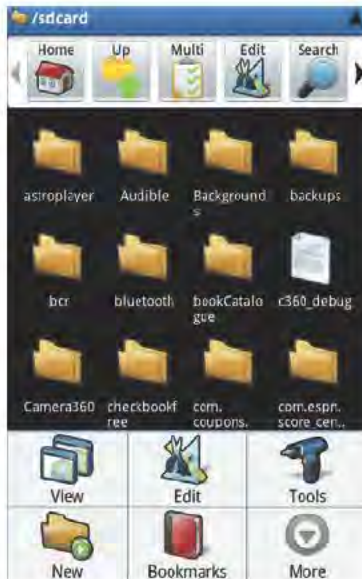 /sdcard
Home Up Multi Edit Search
astroplayer Audible Background backups
s
bcr bluetooth bookCatalo c360_debug
gue
Camera360 checkbookf com. com.espn.
ree coupons. score_cen..
View Edit Tools
New Bookmarks More